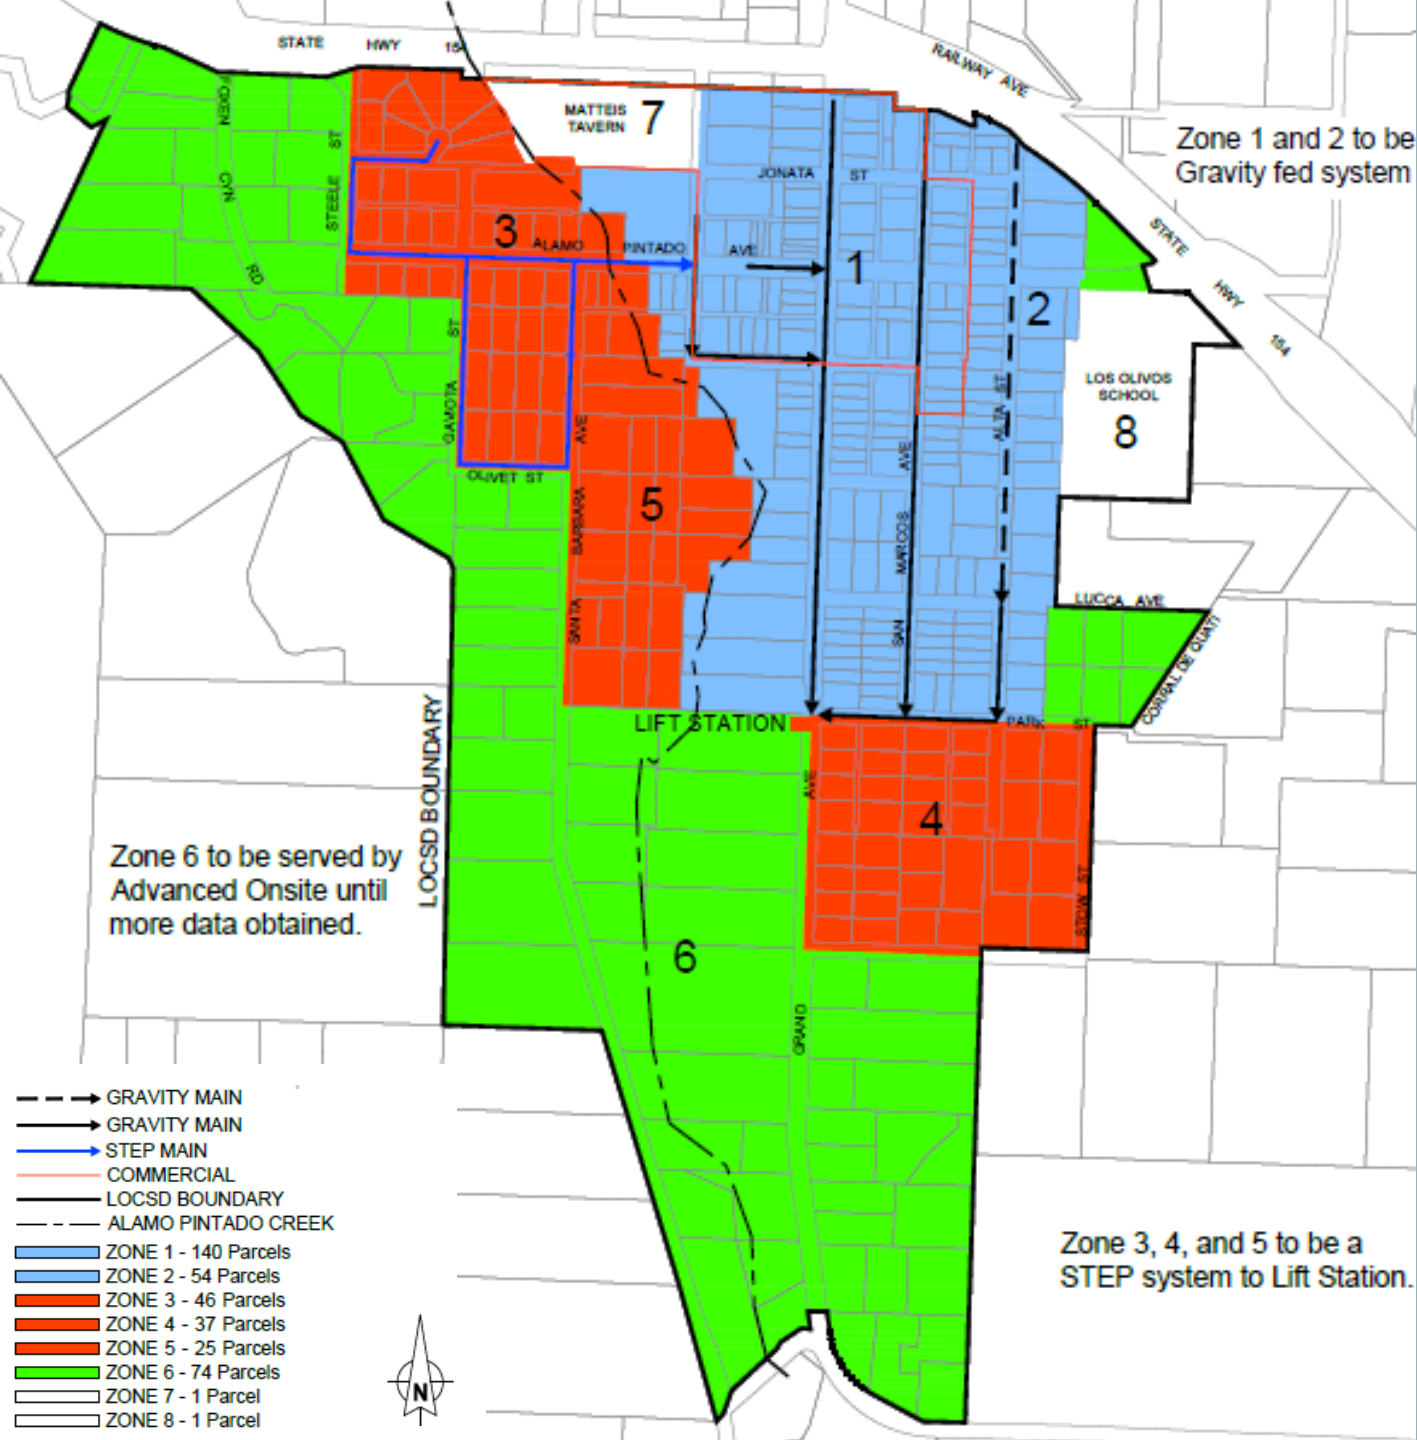 STATE HWY 154
RAILWAY AVE
Zone 1 and 2 to be
Gravity fed system
FOXEN CYN RD
STEELE ST
MATTEIS
TAVERN
7
JONATA ST
3
ALAMO PINTADO AVE
1
2
STATE HWY 154
GAMOTA ST
ALTA ST
LOS OLIVOS
SCHOOL
8
OLIVET ST
SANTA BARBARA AVE
5
SAN MARCOS AVE
LUCCA AVE
CORRAL DE QUATI
LIFT STATION
PARK ST
LOCSD BOUNDARY
GRAND AVE
4
STOW ST
Zone 6 to be served by
Advanced Onsite until
more data obtained.
6
GRAVITY MAIN
GRAVITY MAIN
STEP MAIN
COMMERCIAL
LOCSD BOUNDARY
ALAMO PINTADO CREEK
ZONE 1 - 140 Parcels
ZONE 2 - 54 Parcels
ZONE 3 - 46 Parcels
ZONE 4 - 37 Parcels
ZONE 5 - 25 Parcels
ZONE 6 - 74 Parcels
ZONE 7 - 1 Parcel
ZONE 8 - 1 Parcel
N
Zone 3, 4, and 5 to be a
STEP system to Lift Station.